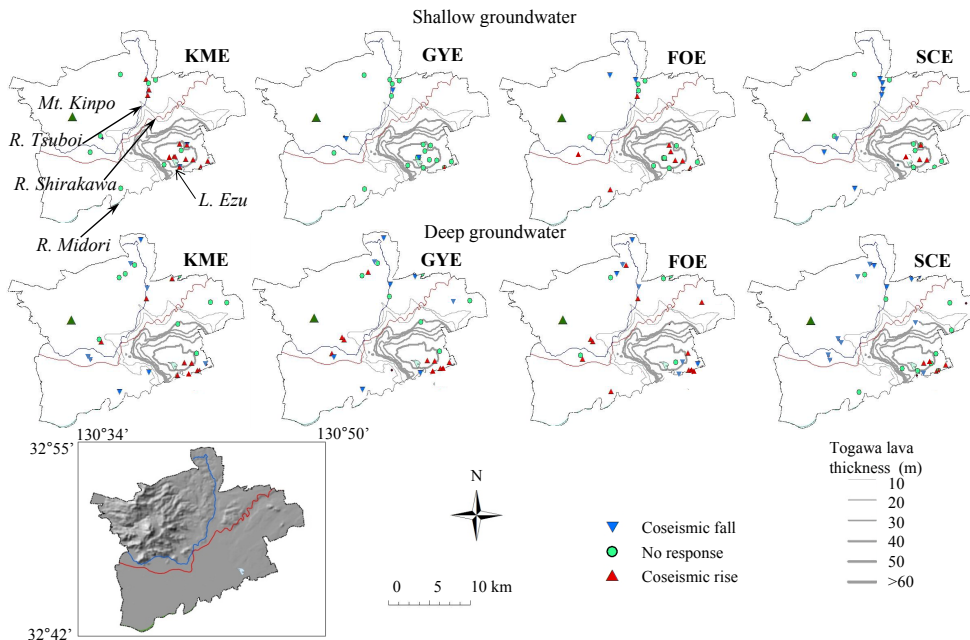 Shallow groundwater
KME
GYE
FOE
SCE
Mt. Kinpo
R. Tsuboi
R. Shirakawa
L. Ezu
R. Midori
Deep groundwater
KME
GYE
FOE
SCE
130°34’
130°50’
32°55’
32°42’
N
0 5 10 km
Coseismic fall
No response
Coseismic rise
Togawa lava
thickness (m)
10
20
30
40
50
>60